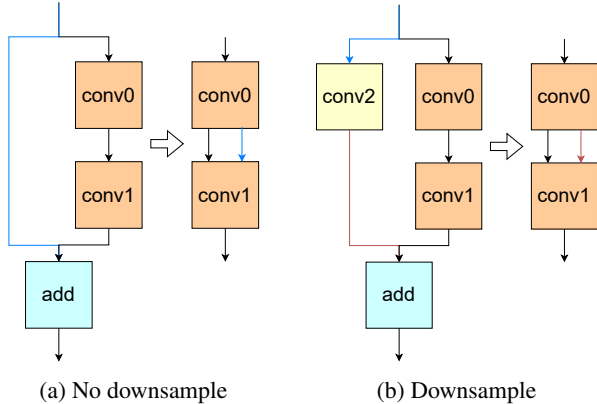 conv0
conv0
conv1
conv1
add
(a) No downsample
conv2
conv0
conv0
conv1
conv1
add
(b) Downsample